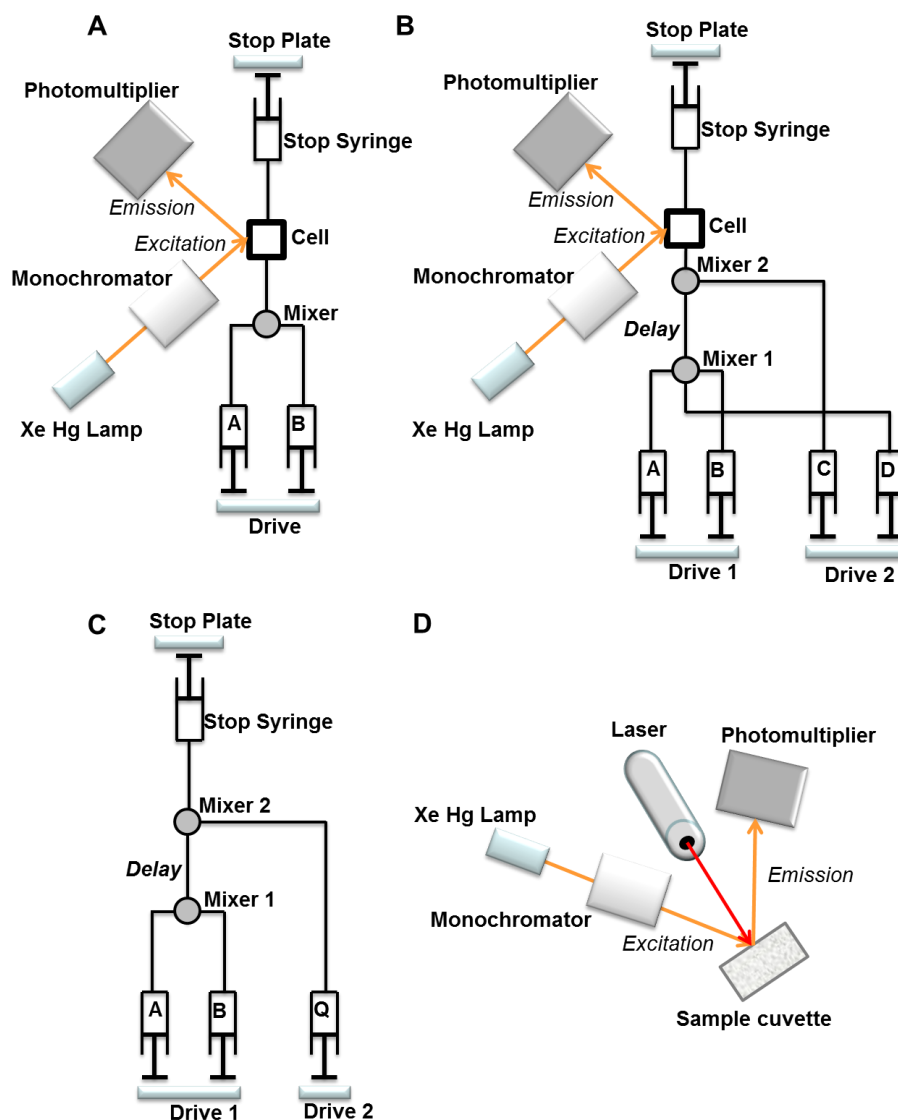 A
Stop Plate
Photomultiplier
Stop Syringe
Emission
Cell
Excitation
Monochromator
Mixer
A
B
Xe Hg Lamp
Drive
B
Stop Plate
Photomultiplier
Stop Syringe
Emission
Cell
Excitation
Mixer 2
Monochromator
Delay
Mixer 1
Xe Hg Lamp
A
B
C
D
Drive 1
Drive 2
C
Stop Plate
Stop Syringe
Mixer 2
Delay
Mixer 1
A
B
Q
Drive 1
Drive 2
D
Laser
Photomultiplier
Xe Hg Lamp
Emission
Monochromator
Excitation
Sample cuvette